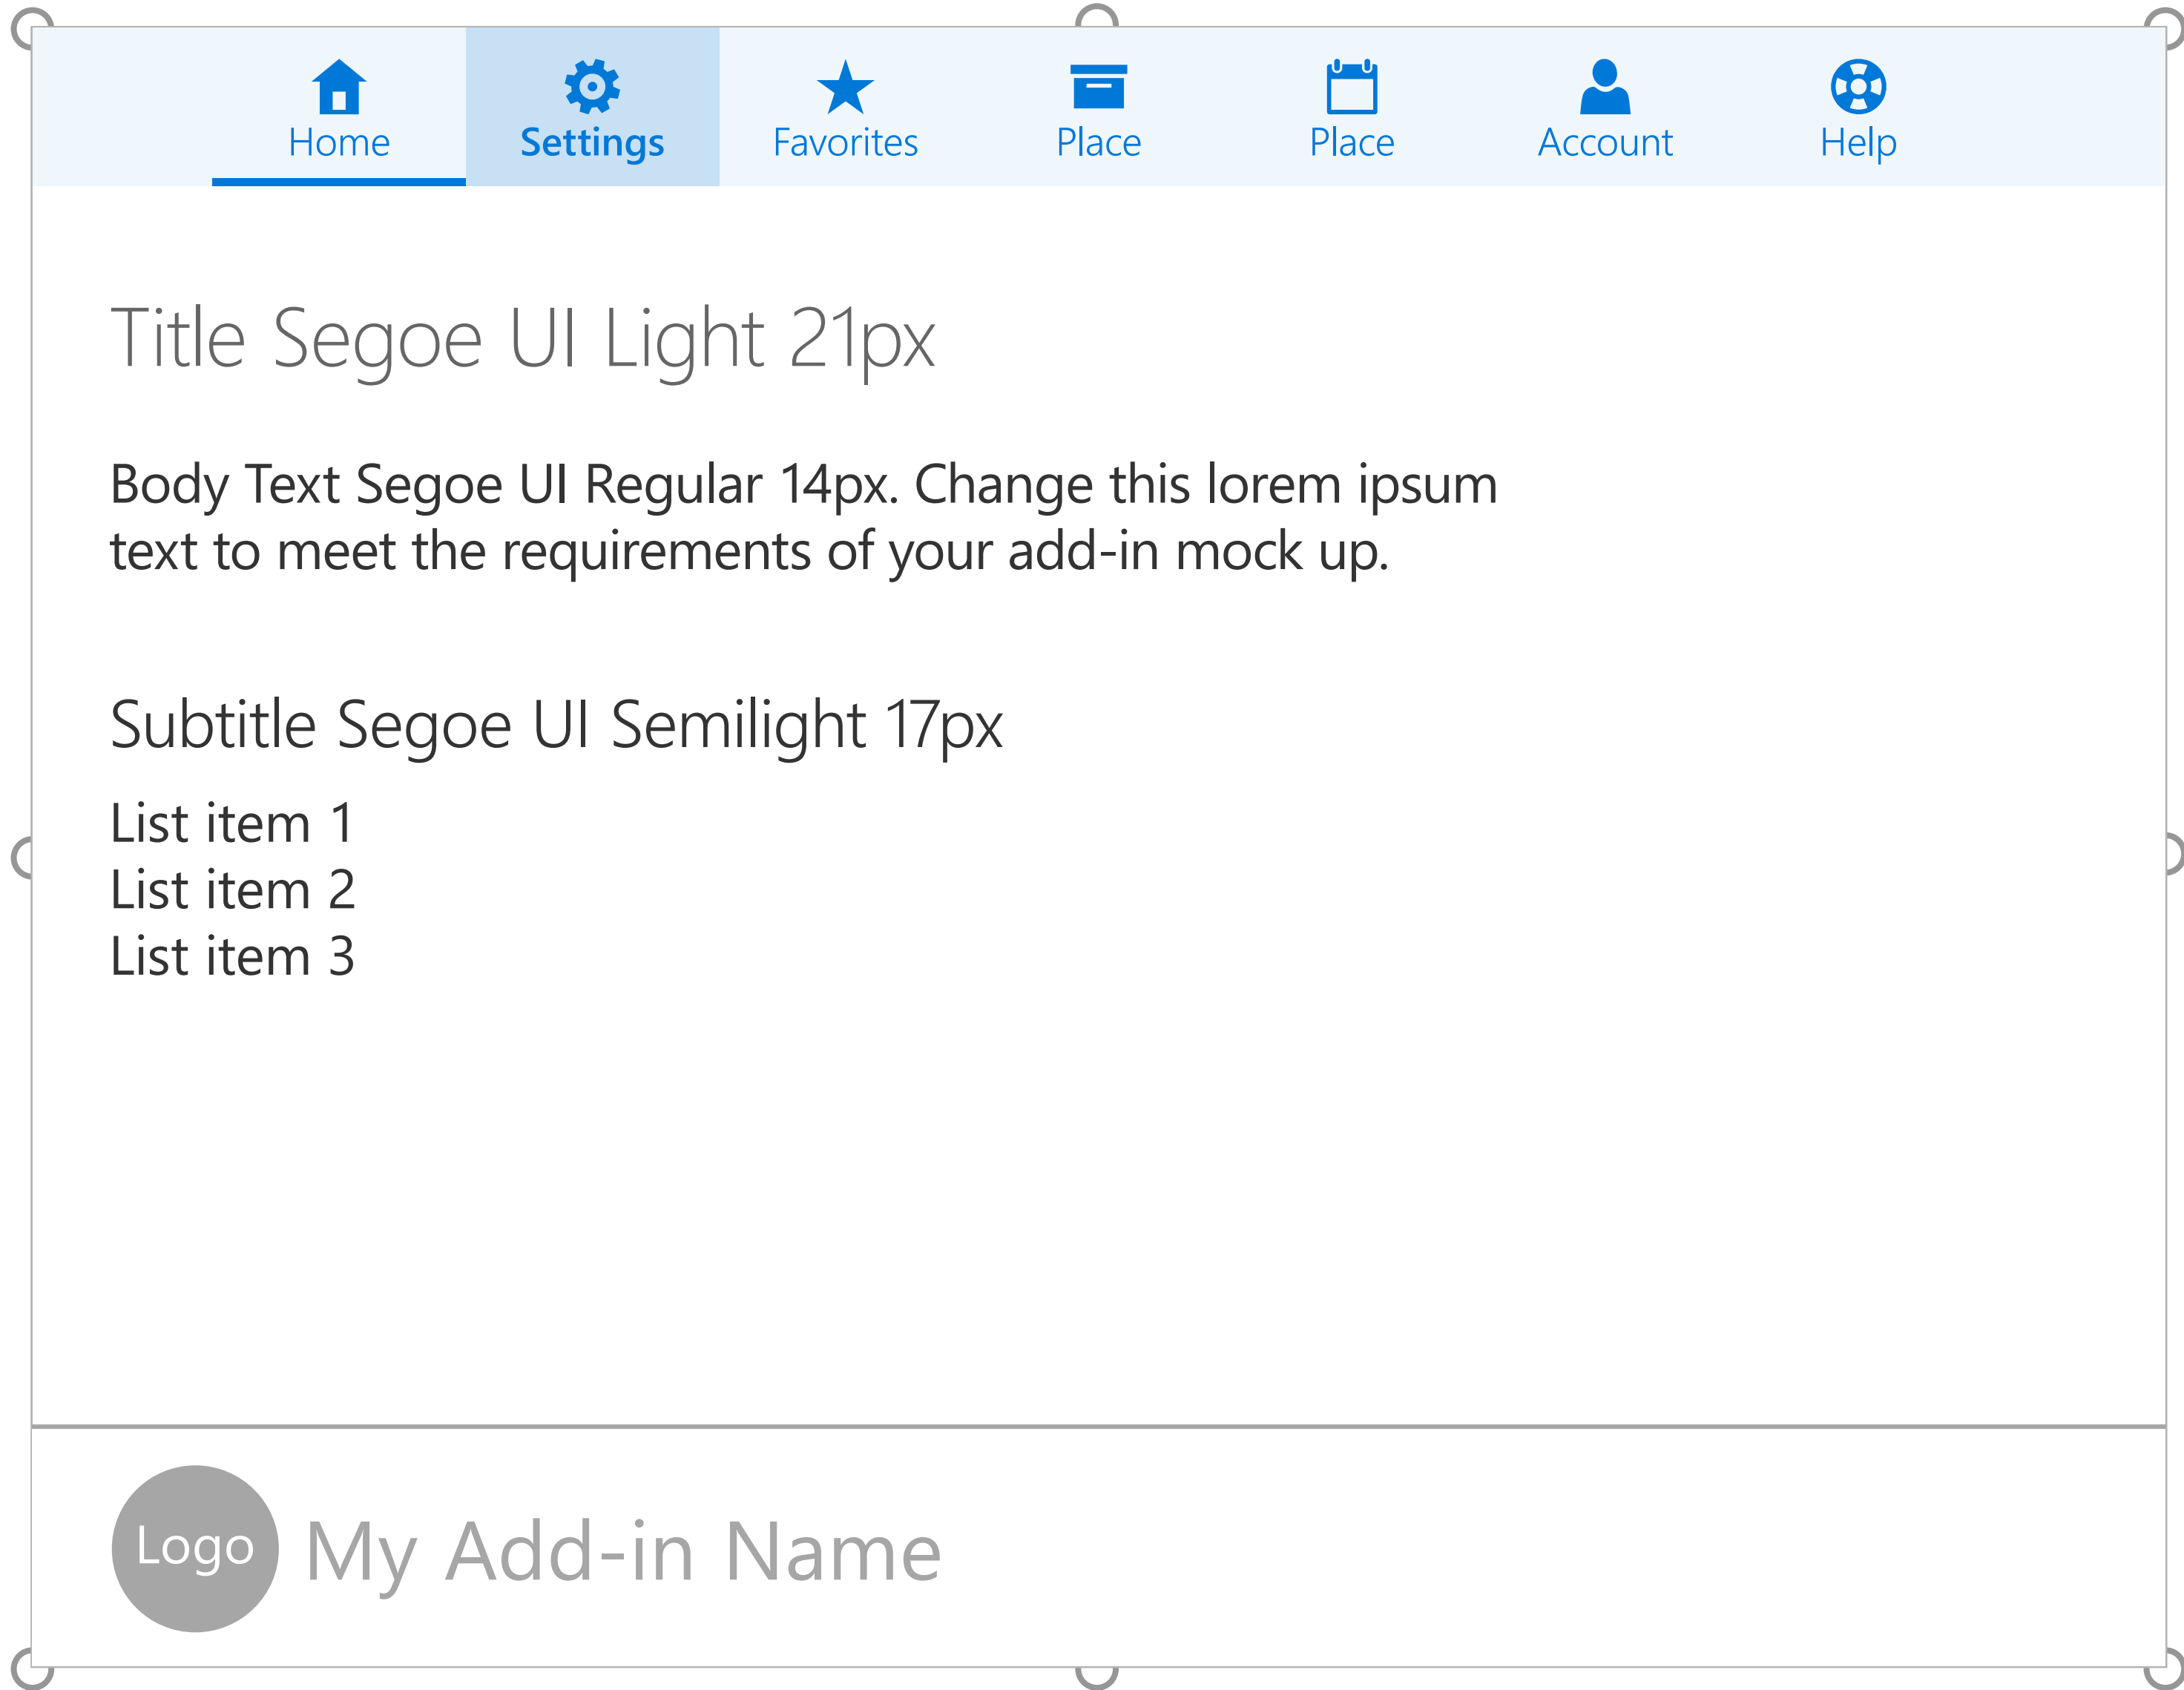 Home Settings Favorites Place Place Account Help
Title Segoe UI Light 21px
Body Text Segoe UI Regular 14px. Change this lorem ipsum
text to meet the requirements of your add-in mock up.
Subtitle Segoe UI Semilight 17px
List item 1
List item 2
List item 3
Logo My Add-in Name